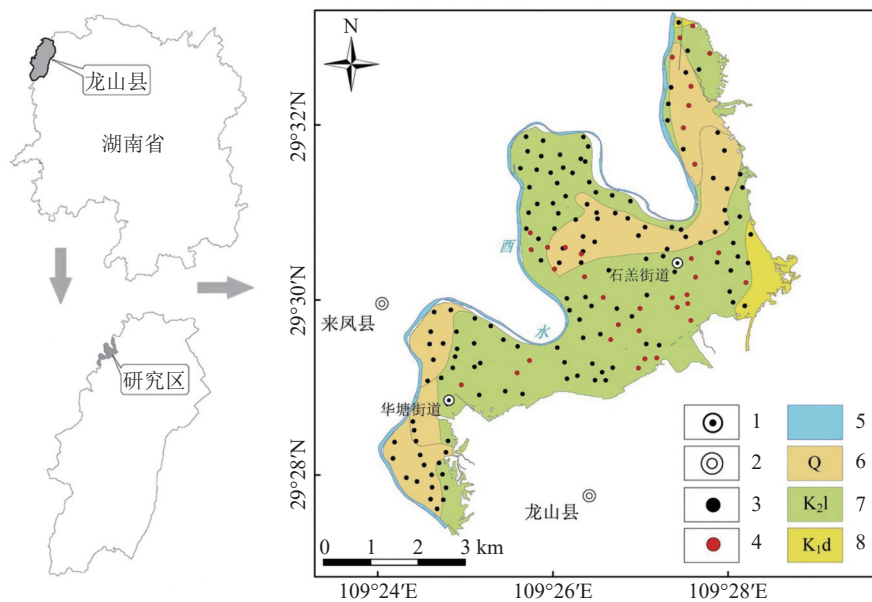 龙山县
湖南省
研究区
N
29°32′N
29°30′N
29°28′N
109°24′E
109°26′E
109°28′E
酉
水
石羔街道
来凤县
华塘街道
龙山县
0 1 2 3 km
1
2
3
4
5
Q 6
K₂l 7
K₁d 8